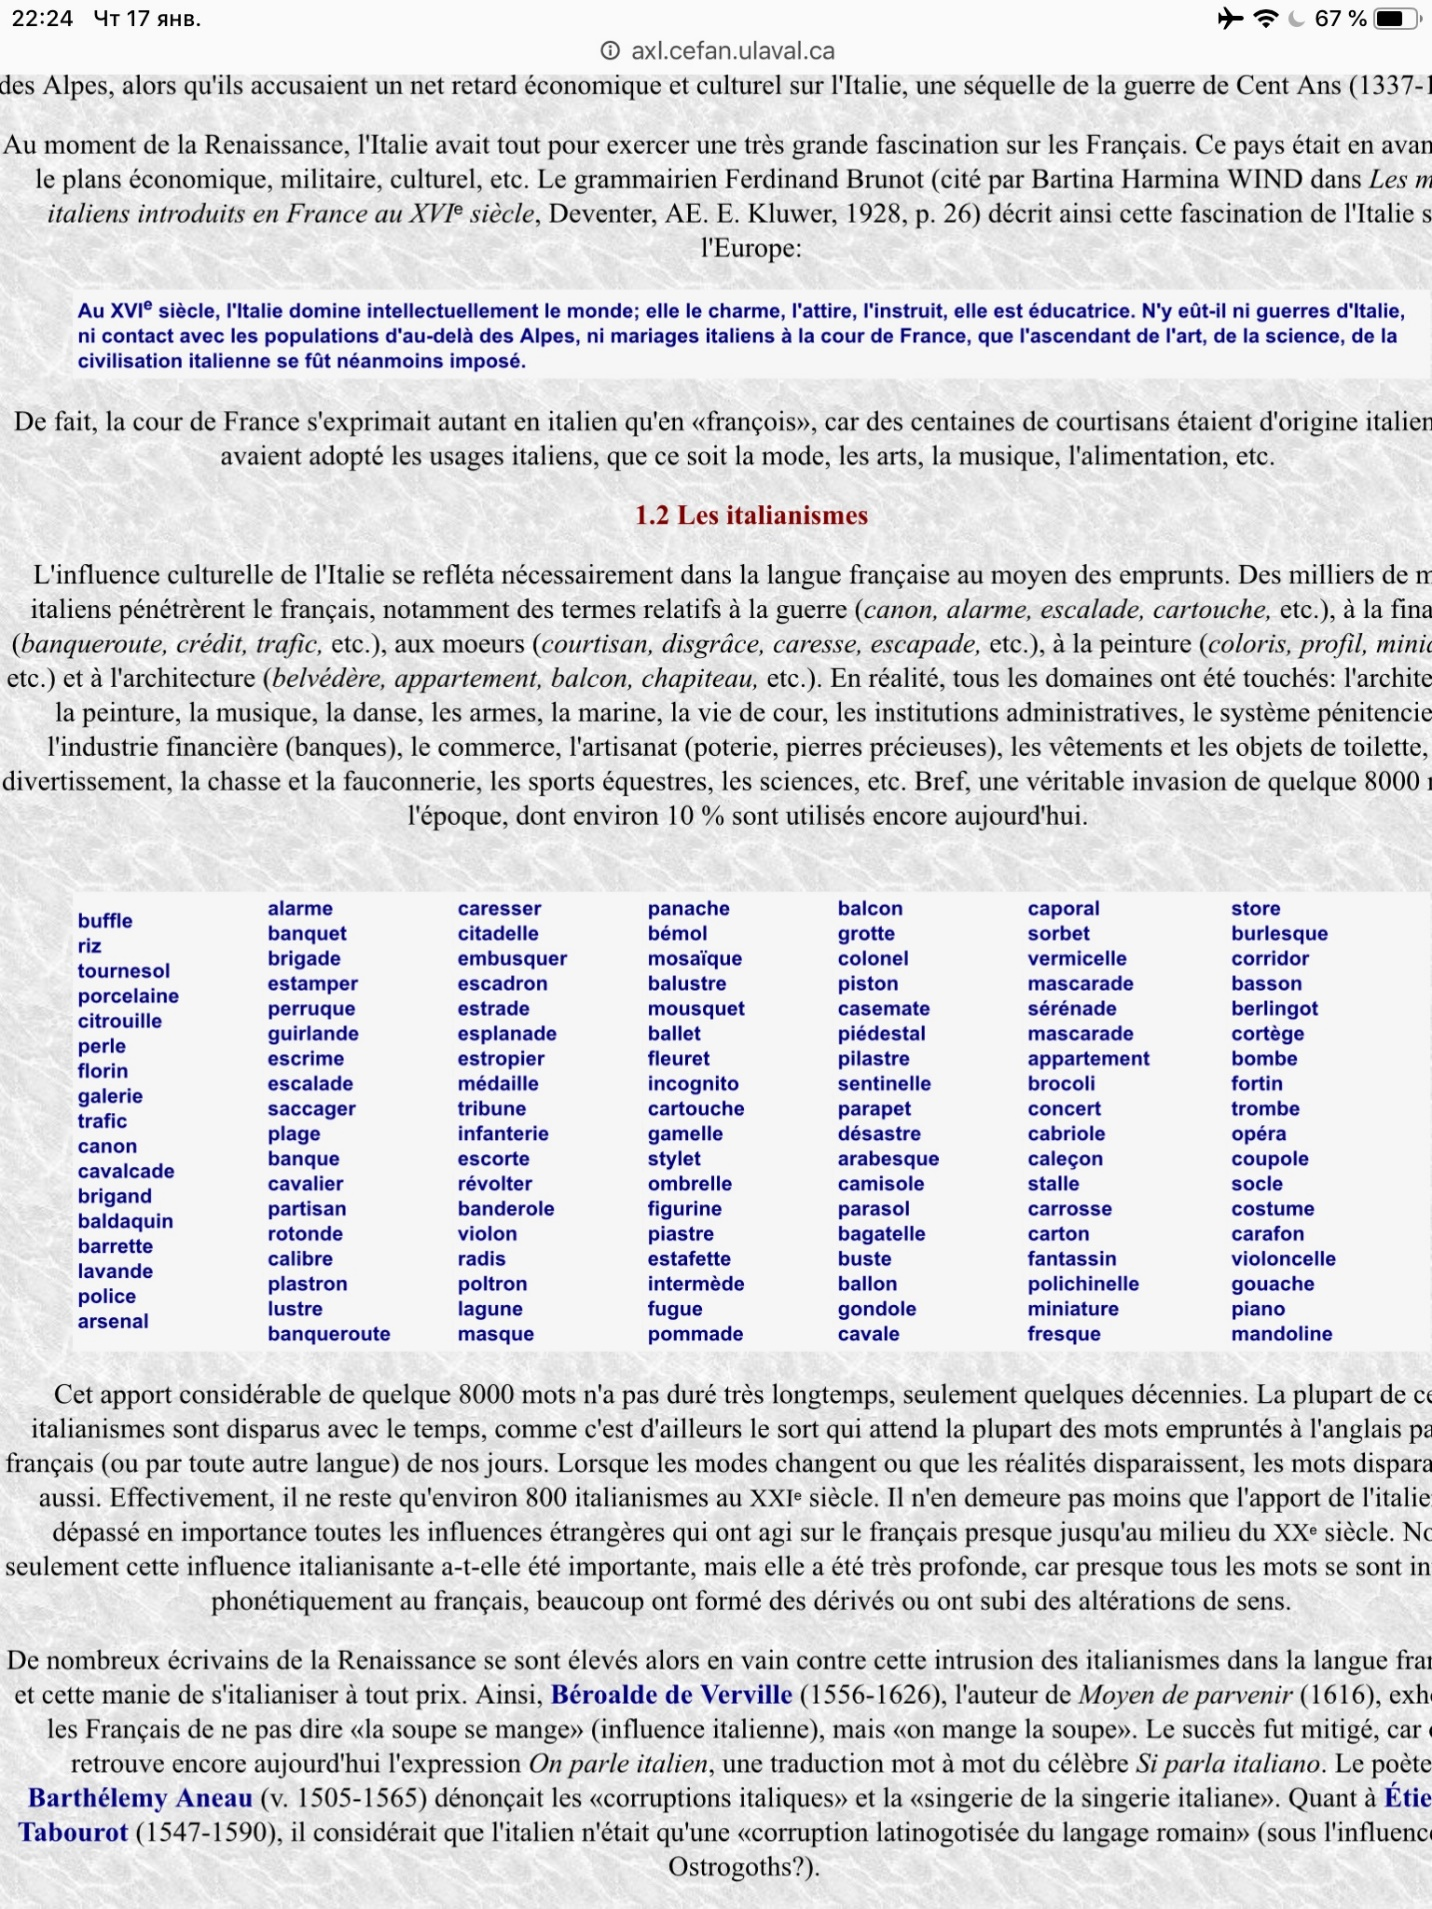 22:24 Чт 17 янв. 67 %
axl.cefan.ulaval.ca
des Alpes, alors qu'ils accusaient un net retard économique et culturel sur l'Italie, une séquelle de la guerre de Cent Ans (1337-
Au moment de la Renaissance, l'Italie avait tout pour exercer une très grande fascination sur les Français. Ce pays était en avan
le plans économique, militaire, culturel, etc. Le grammairien Ferdinand Brunot (cité par Bartina Harmina WIND dans Les m
italiens introduits en France au XVIe siècle, Deventer, AE. E. Kluwer, 1928, p. 26) décrit ainsi cette fascination de l'Italie s
l'Europe:
Au XVIe siècle, l'Italie domine intellectuellement le monde; elle le charme, l'attire, l'instruit, elle est éducatrice. N'y eût-il ni guerres d'Italie,
ni contact avec les populations d'au-delà des Alpes, ni mariages italiens à la cour de France, que l'ascendant de l'art, de la science, de la
civilisation italienne se fût néanmoins imposé.
De fait, la cour de France s'exprimait autant en italien qu'en «françois», car des centaines de courtisans étaient d'origine italien
avaient adopté les usages italiens, que ce soit la mode, les arts, la musique, l'alimentation, etc.
1.2 Les italianismes
L'influence culturelle de l'Italie se refléta nécessairement dans la langue française au moyen des emprunts. Des milliers de m
italiens pénétrèrent le français, notamment des termes relatifs à la guerre (canon, alarme, escalade, cartouche, etc.), à la fina
(banqueroute, crédit, trafic, etc.), aux moeurs (courtisan, disgrâce, caresse, escapade, etc.), à la peinture (coloris, profil, minia
etc.) et à l'architecture (belvédère, appartement, balcon, chapiteau, etc.). En réalité, tous les domaines ont été touchés: l'archite
la peinture, la musique, la danse, les armes, la marine, la vie de cour, les institutions administratives, le système pénitencie
l'industrie financière (banques), le commerce, l'artisanat (poterie, pierres précieuses), les vêtements et les objets de toilette,
divertissement, la chasse et la fauconnerie, les sports équestres, les sciences, etc. Bref, une véritable invasion de quelque 8000
l'époque, dont environ 10 % sont utilisés encore aujourd'hui.
buffle
riz
tournesol
porcelaine
citrouille
perle
florin
galerie
trafic
canon
cavalcade
brigand
baldaquin
barrette
lavande
police
arsenal
alarme
banquet
brigade
estamper
perruque
guirlande
escrime
escalade
saccager
plage
banque
cavalier
partisan
rotonde
calibre
plastron
lustre
banqueroute
caresser
citadelle
embusquer
escadron
estrade
esplanade
estropier
médaille
tribune
infanterie
escorte
révolter
banderole
violon
radis
poltron
lagune
masque
panache
bémol
mosaïque
balustre
mousquet
ballet
fleuret
incognito
cartouche
gamelle
stylet
ombrelle
figurine
piastre
estafette
intermède
fugue
pommade
balcon
grotte
colonel
piston
casemate
piédestal
pilastre
sentinelle
parapet
désastre
arabesque
camisole
parasol
bagatelle
buste
ballon
gondole
cavale
caporal
sorbet
vermicelle
mascarade
sérénade
mascarade
appartement
brocoli
concert
cabriole
caleçon
stalle
carrosse
carton
fantassin
polichinelle
miniature
fresque
store
burlesque
corridor
basson
berlingot
cortège
bombe
fortin
trombe
opéra
coupole
socle
costume
carafon
violoncelle
gouache
piano
mandoline
Cet apport considérable de quelque 8000 mots n'a pas duré très longtemps, seulement quelques décennies. La plupart de ce
italianismes sont disparus avec le temps, comme c'est d'ailleurs le sort qui attend la plupart des mots empruntés à l'anglais pa
français (ou par toute autre langue) de nos jours. Lorsque les modes changent ou que les réalités disparaissent, les mots dispara
aussi. Effectivement, il ne reste qu'environ 800 italianismes au XXIe siècle. Il n'en demeure pas moins que l'apport de l'italie
dépassé en importance toutes les influences étrangères qui ont agi sur le français presque jusqu'au milieu du XXe siècle. No
seulement cette influence italianisante a-t-elle été importante, mais elle a été très profonde, car presque tous les mots se sont in
phonétiquement au français, beaucoup ont formé des dérivés ou ont subi des altérations de sens.
De nombreux écrivains de la Renaissance se sont élevés alors en vain contre cette intrusion des italianismes dans la langue fran
et cette manie de s'italianiser à tout prix. Ainsi, Béroalde de Verville (1556-1626), l'auteur de Moyen de parvenir (1616), exho
les Français de ne pas dire «la soupe se mange» (influence italienne), mais «on mange la soupe». Le succès fut mitigé, car
retrouve encore aujourd'hui l'expression On parle italien, une traduction mot à mot du célèbre Si parla italiano. Le poète
Barthélemy Aneau (v. 1505-1565) dénonçait les «corruptions italiques» et la «singerie de la singerie italiane». Quant à Étie
Tabourot (1547-1590), il considérait que l'italien n'était qu'une «corruption latinogotisée du langage romain» (sous l'influence
Ostrogoths?).